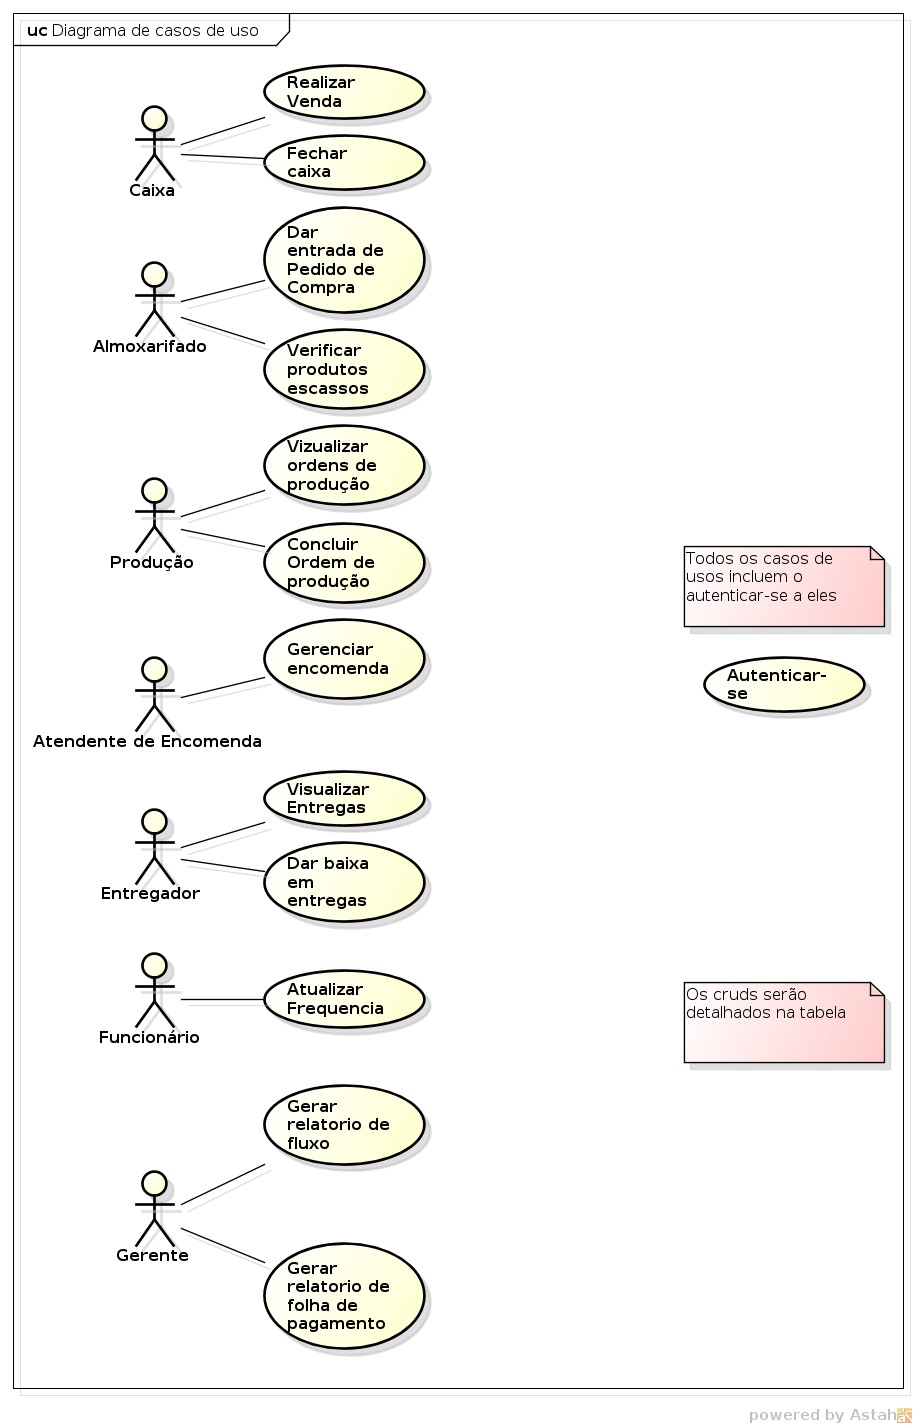 uc Diagrama de casos de uso
Realizar
Venda
Fechar
caixa
Caixa
Dar
entrada de
Pedido de
Compra
Almoxarifado
Verificar
produtos
escassos
Vizualizar
ordens de
produção
Produção
Concluir
Ordem de
produção
Todos os casos de
usos incluem o
autenticar-se a eles
Gerenciar
encomenda
Autenticar-
se
Atendente de Encomenda
Visualizar
Entregas
Dar baixa
em
entregas
Entregador
Atualizar
Frequencia
Funcionário
Os cruds serão
detalhados na tabela
Gerar
relatorio de
fluxo
Gerente
Gerar
relatorio de
folha de
pagamento
powered by Astah